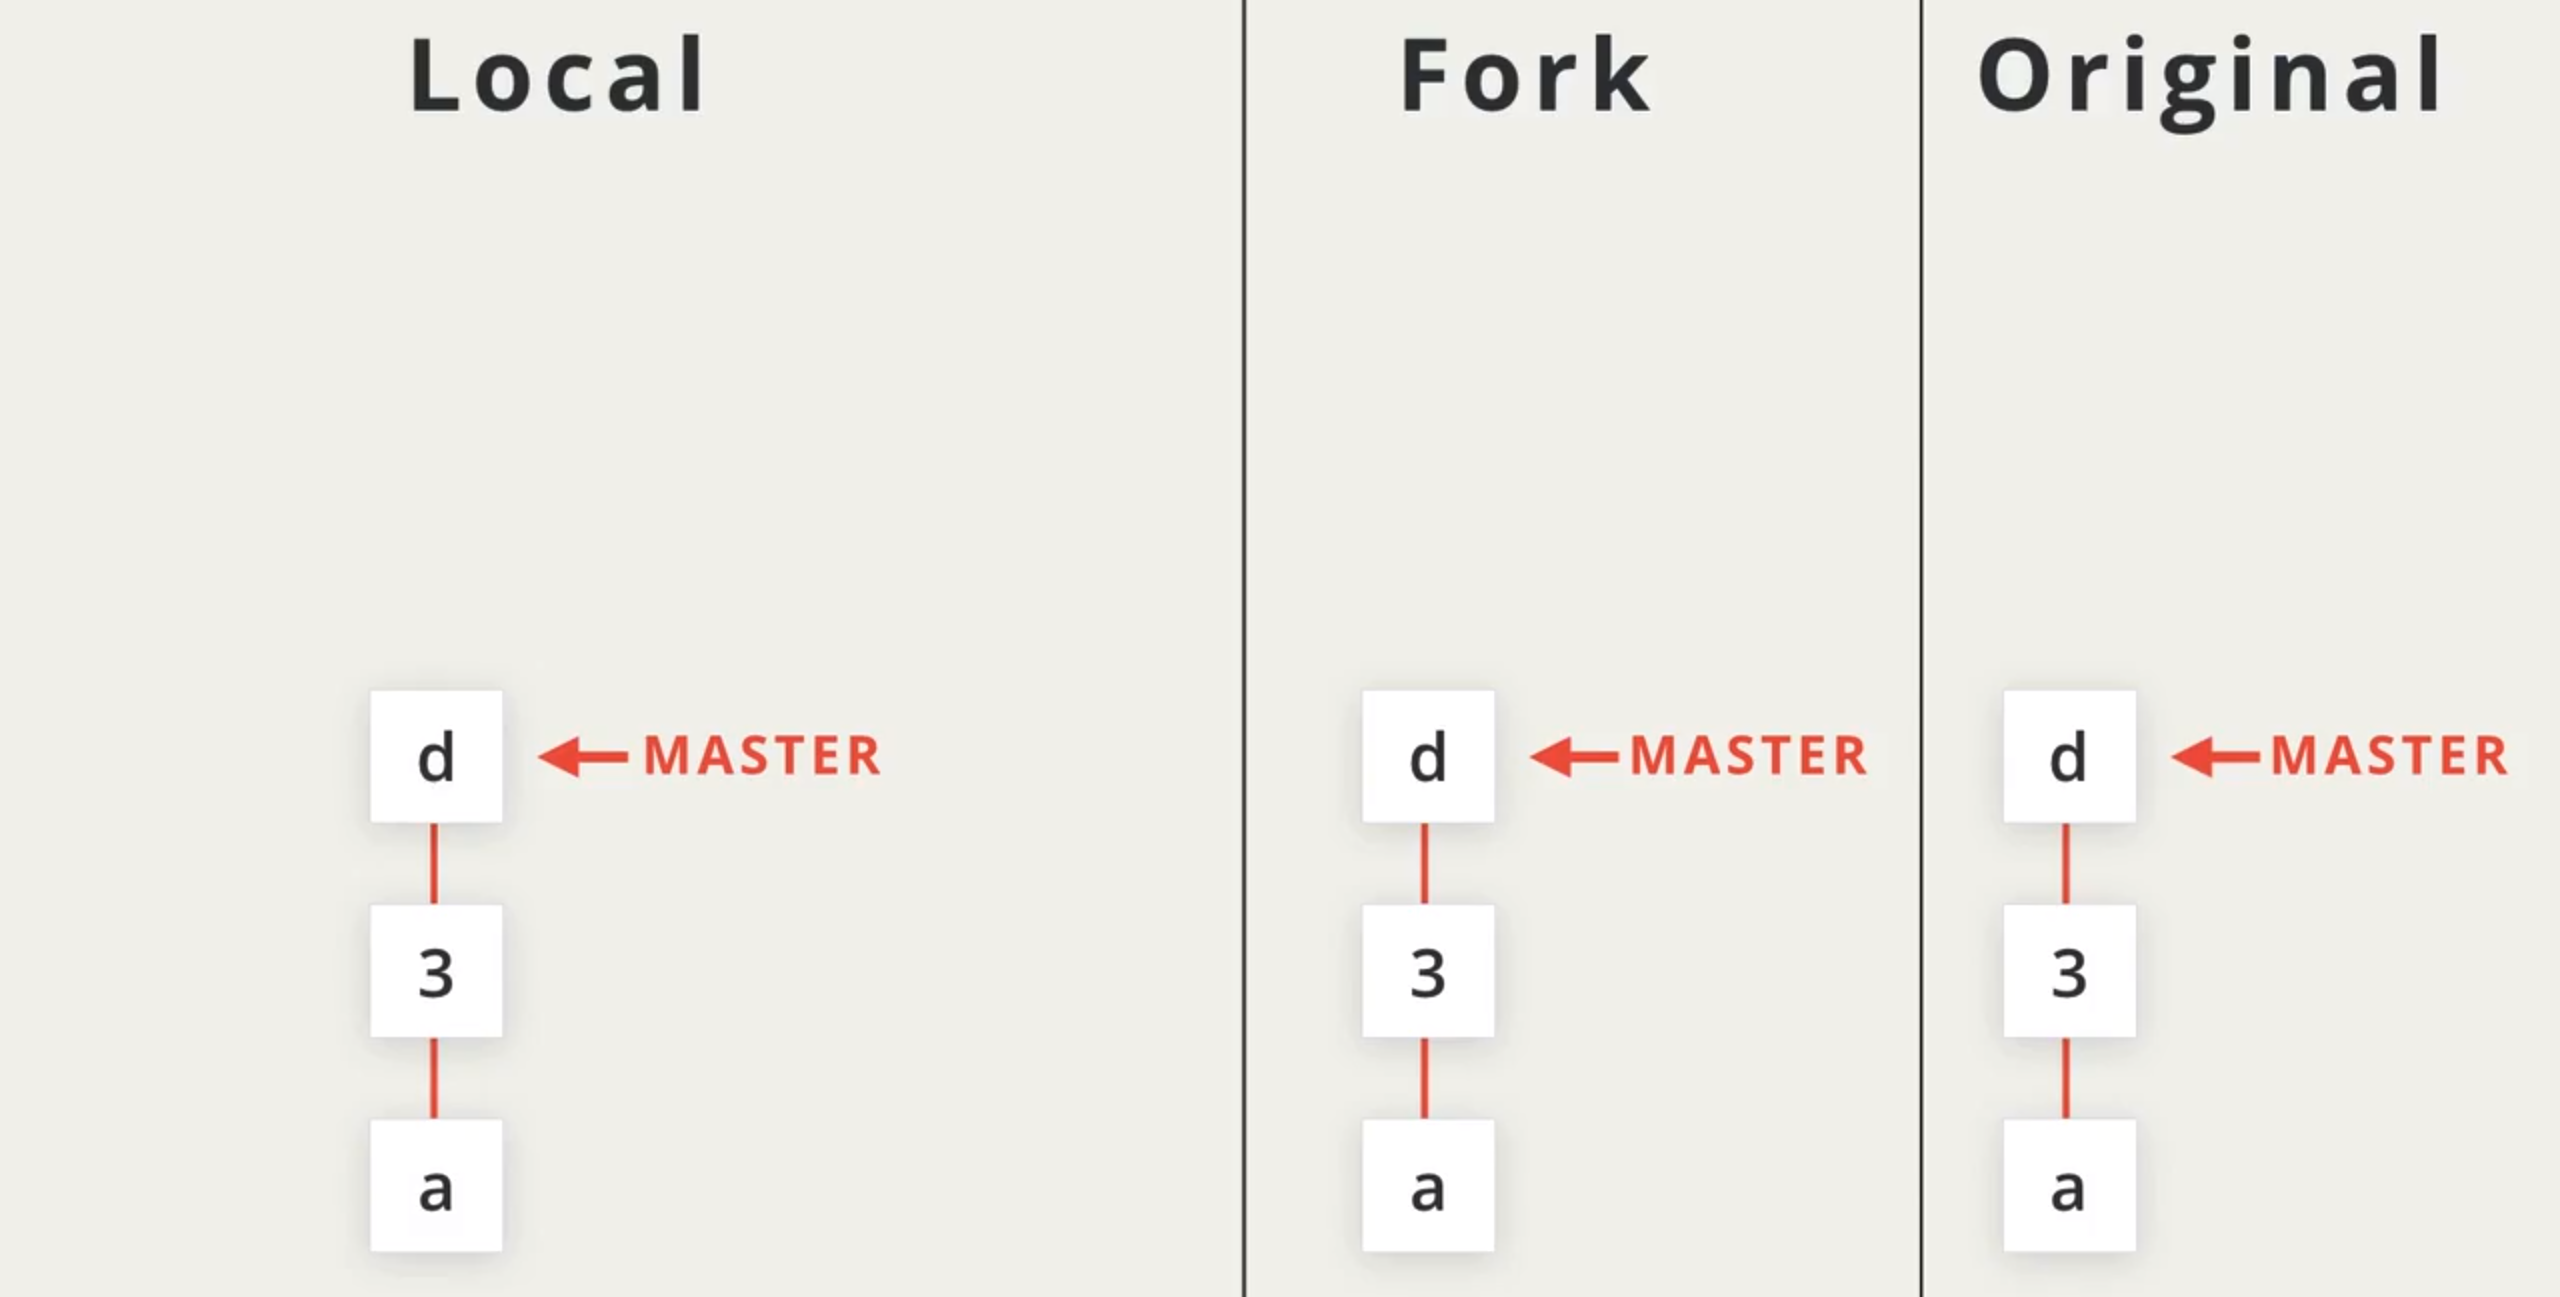 Local Fork Original
d MASTER d MASTER d MASTER
3 3 3
a a a